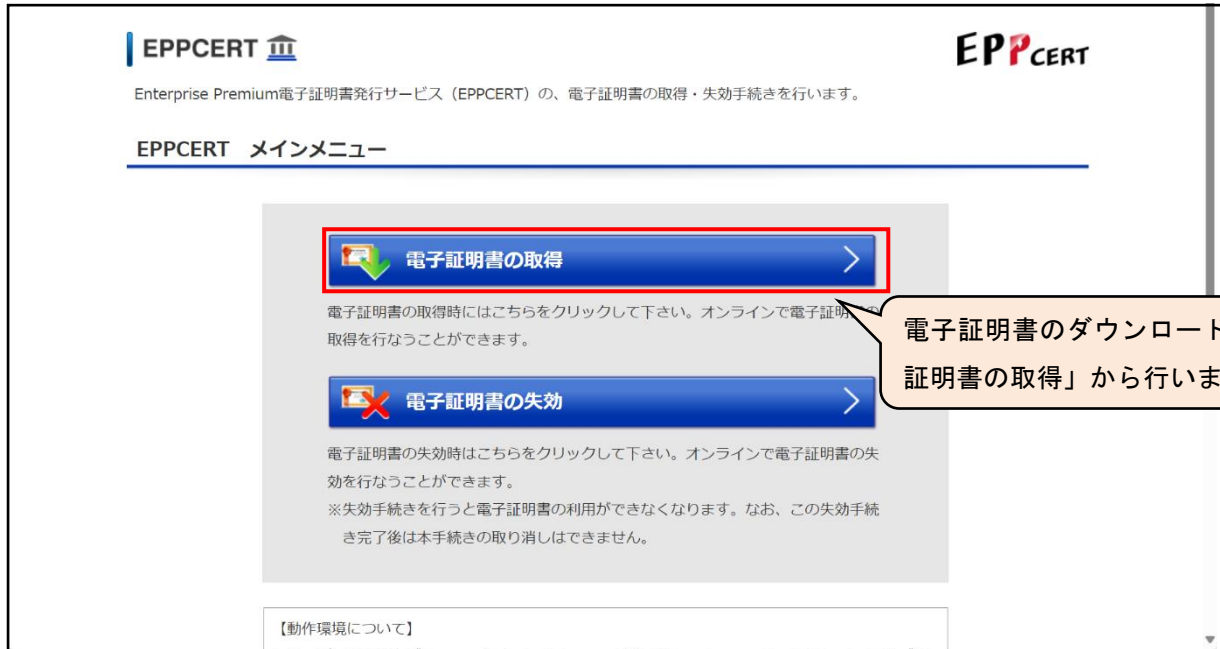 EPPCERT
EPPCERT
Enterprise Premium電子証明書発行サービス（EPPCERT）の、電子証明書の取得・失効手続きを行います。
EPPCERT　メインメニュー
電子証明書の取得
電子証明書の取得時にはこちらをクリックして下さい。オンラインで電子証明
取得を行なうことができます。
電子証明書のダウンロード
証明書の取得」から行いま
電子証明書の失効
電子証明書の失効時はこちらをクリックして下さい。オンラインで電子証明書の失
効を行なうことができます。
※失効手続きを行うと電子証明書の利用ができなくなります。なお、この失効手続
き完了後は本手続きの取り消しはできません。
【動作環境について】